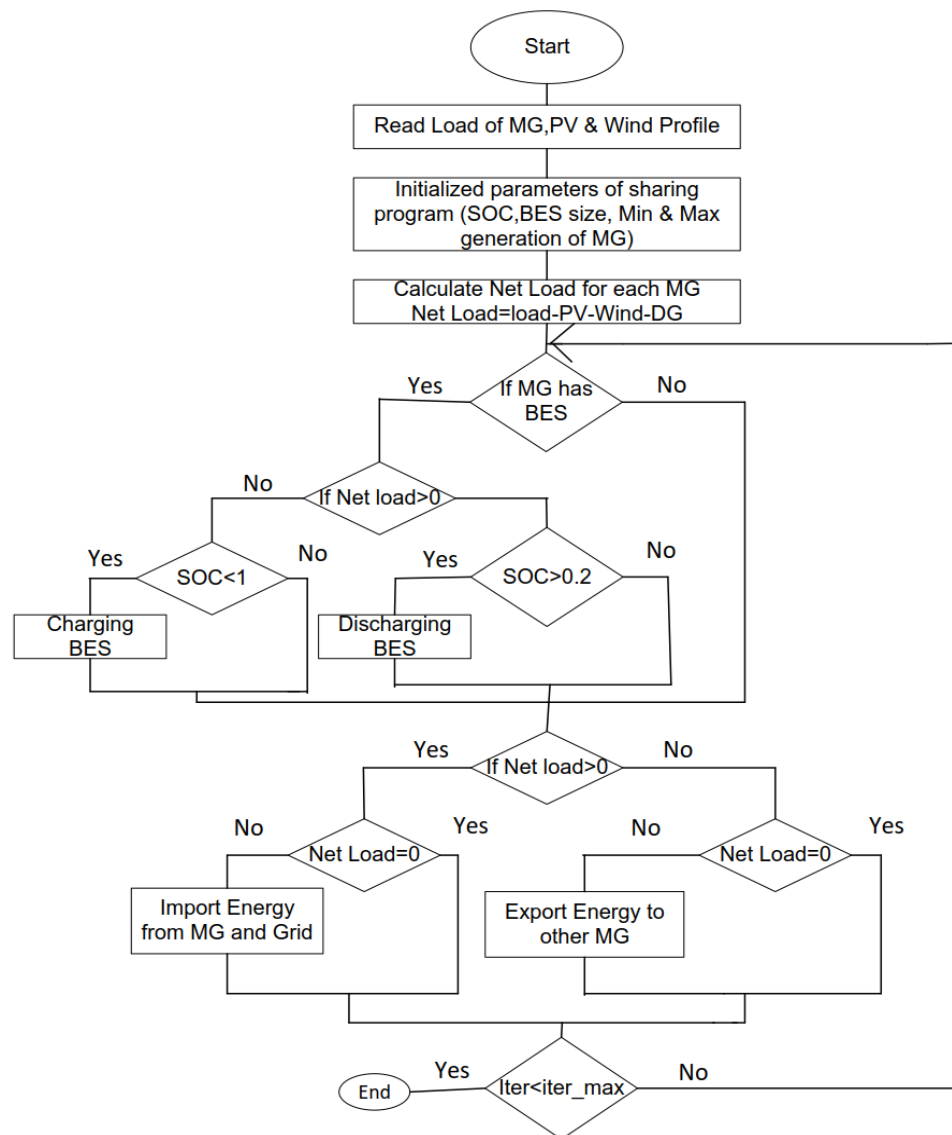 Start
Read Load of MG,PV & Wind Profile
Initialized parameters of sharing
program (SOC,BES size, Min & Max
generation of MG)
Calculate Net Load for each MG
Net Load=load-PV-Wind-DG
Yes
If MG has
BES
No
No
If Net load>0
Yes
SOC<1
No
Yes
SOC>0.2
No
Charging
BES
Discharging
BES
Yes
If Net load>0
No
No
Net Load=0
Yes
No
Net Load=0
Yes
Import Energy
from MG and Grid
Export Energy to
other MG
End
Yes
Iter<iter_max
No